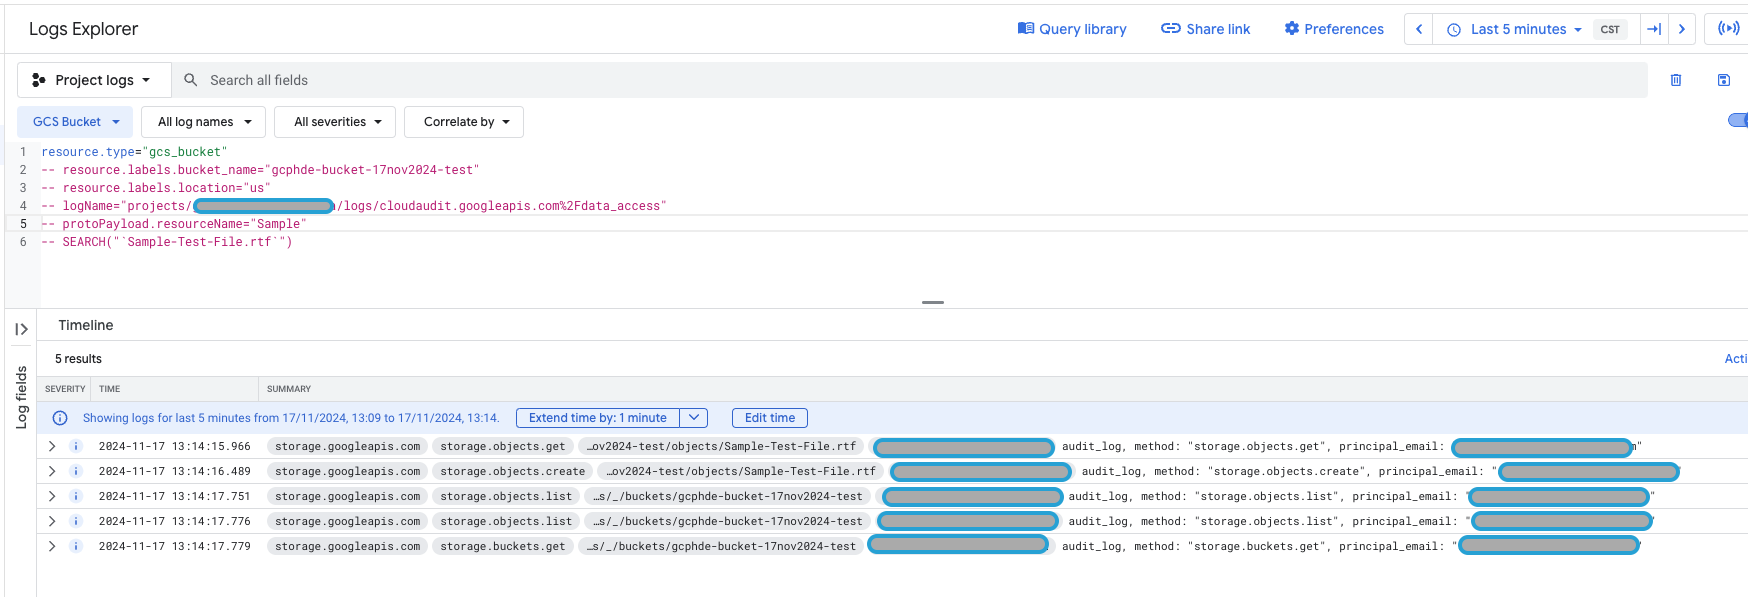 Logs Explorer Query library Share link Preferences Last 5 minutes CST
Project logs Search all fields
GCS Bucket All log names All severities Correlate by
1 resource.type="gcs_bucket"
2 -- resource.labels.bucket_name="gcphde-bucket-17nov2024-test"
3 -- resource.labels.location="us"
4 -- logName="projects/ /logs/cloudaudit.googleapis.com%2Fdata_access"
5 -- protoPayload.resourceName="Sample"
6 -- SEARCH("`Sample-Test-File.rtf`")
Timeline
5 results Acti
Log fields
SEVERITY TIME SUMMARY
Showing logs for last 5 minutes from 17/11/2024, 13:09 to 17/11/2024, 13:14. Extend time by: 1 minute Edit time
2024-11-17 13:14:15.966 storage.googleapis.com storage.objects.get …ov2024-test/objects/Sample-Test-File.rtf audit_log, method: "storage.objects.get", principal_email: "
2024-11-17 13:14:16.489 storage.googleapis.com storage.objects.create …ov2024-test/objects/Sample-Test-File.rtf audit_log, method: "storage.objects.create", principal_email: "
2024-11-17 13:14:17.751 storage.googleapis.com storage.objects.list …s/_/buckets/gcphde-bucket-17nov2024-test audit_log, method: "storage.objects.list", principal_email: " "
2024-11-17 13:14:17.776 storage.googleapis.com storage.objects.list …s/_/buckets/gcphde-bucket-17nov2024-test audit_log, method: "storage.objects.list", principal_email: "
2024-11-17 13:14:17.779 storage.googleapis.com storage.buckets.get …s/_/buckets/gcphde-bucket-17nov2024-test audit_log, method: "storage.buckets.get", principal_email: "